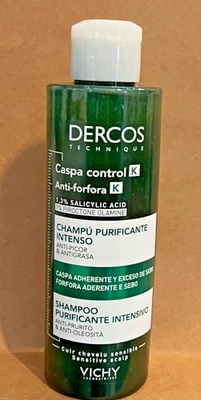 DERCOS
TECHNIQUE
Caspa control K
Anti-forfora K
1,3% SALICYLIC ACID
1% PIROCTONE OLAMINE
CHAMPÚ PURIFICANTE
INTENSO
ANTI-PICOR
& ANTIGRASA
CASPA ADHERENTE Y EXCESO DE SEBO
FORFORA ADERENTE E SEBO
SHAMPOO
PURIFICANTE INTENSIVO
ANTI-PRURITO
& ANTI-OLEOSITÀ
Cuir chevelu sensible
Sensitive scalp
VICHY
LABORATOIRES